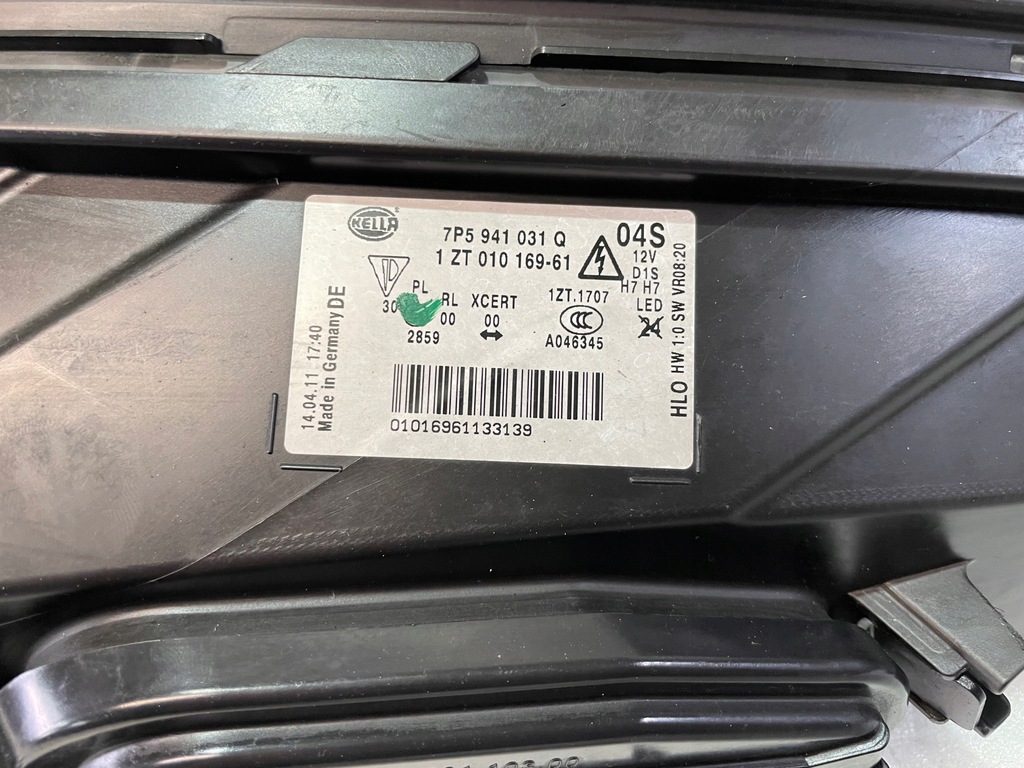 HELLA ®
7P5 941 031 Q
1 ZT 010 169-61
04S
12V
D1S
H7 H7
LED
24
PL RL XCERT
30 00 00
2859
1ZT.1707
CCC
A046345
01016961133139
14.04.11 17:40
Made in Germany DE
HLO HW 1:0 SW VR08:20